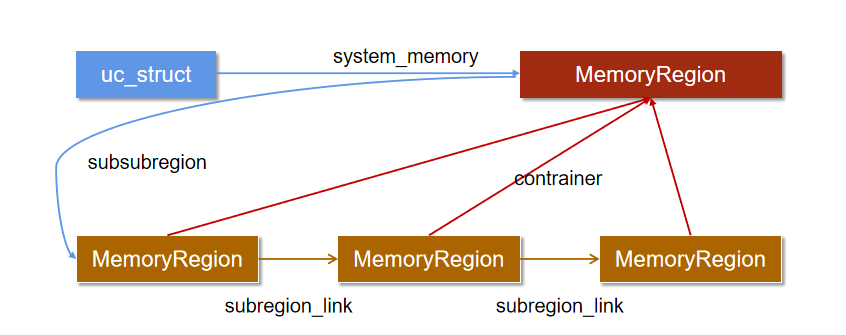 system_memory
uc_struct
MemoryRegion
subsubregion
contrainer
MemoryRegion
MemoryRegion
MemoryRegion
subregion_link
subregion_link